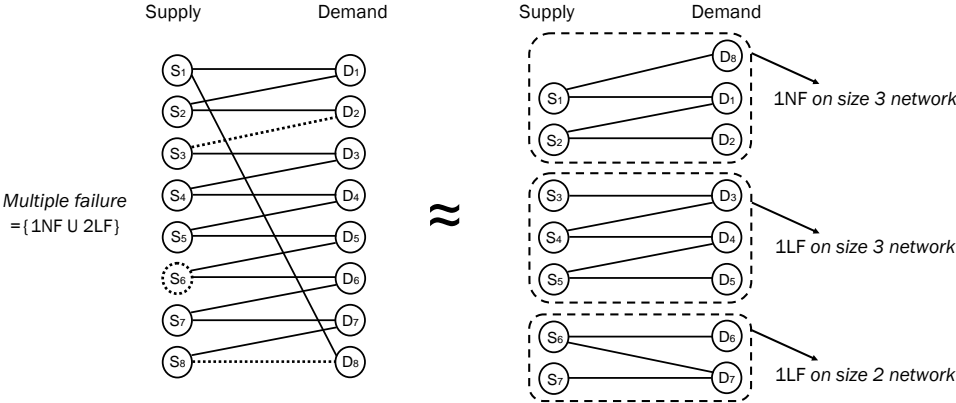 Supply Demand Supply Demand
S1 D1
S2 D2
S3 D3
S4 D4
S5 D5
S6 D6
S7 D7
S8 D8
Multiple failure
={1NF U 2LF}
≈
D8
S1 D1
S2 D2
1NF on size 3 network
S3 D3
S4 D4
S5 D5
1LF on size 3 network
S6 D6
S7 D7
1LF on size 2 network